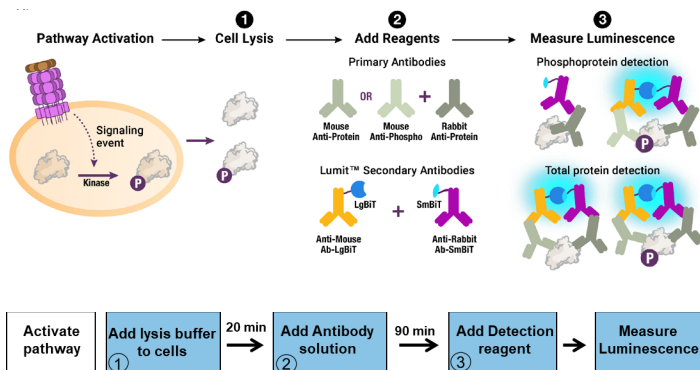 1
2
3
Pathway Activation
Cell Lysis
Add Reagents
Measure Luminescence
Primary Antibodies
Phosphoprotein detection
OR
+
Mouse
Anti-Protein
Mouse
Anti-Phospho
Rabbit
Anti-Protein
Signaling
event
Kinase
P
P
P
Lumit™ Secondary Antibodies
LgBiT
+
SmBiT
Anti-Mouse
Ab-LgBiT
Anti-Rabbit
Ab-SmBiT
Total protein detection
P
Activate
pathway
Add lysis buffer
to cells
1
20 min
Add Antibody
solution
2
90 min
Add Detection
reagent
3
Measure
Luminescence